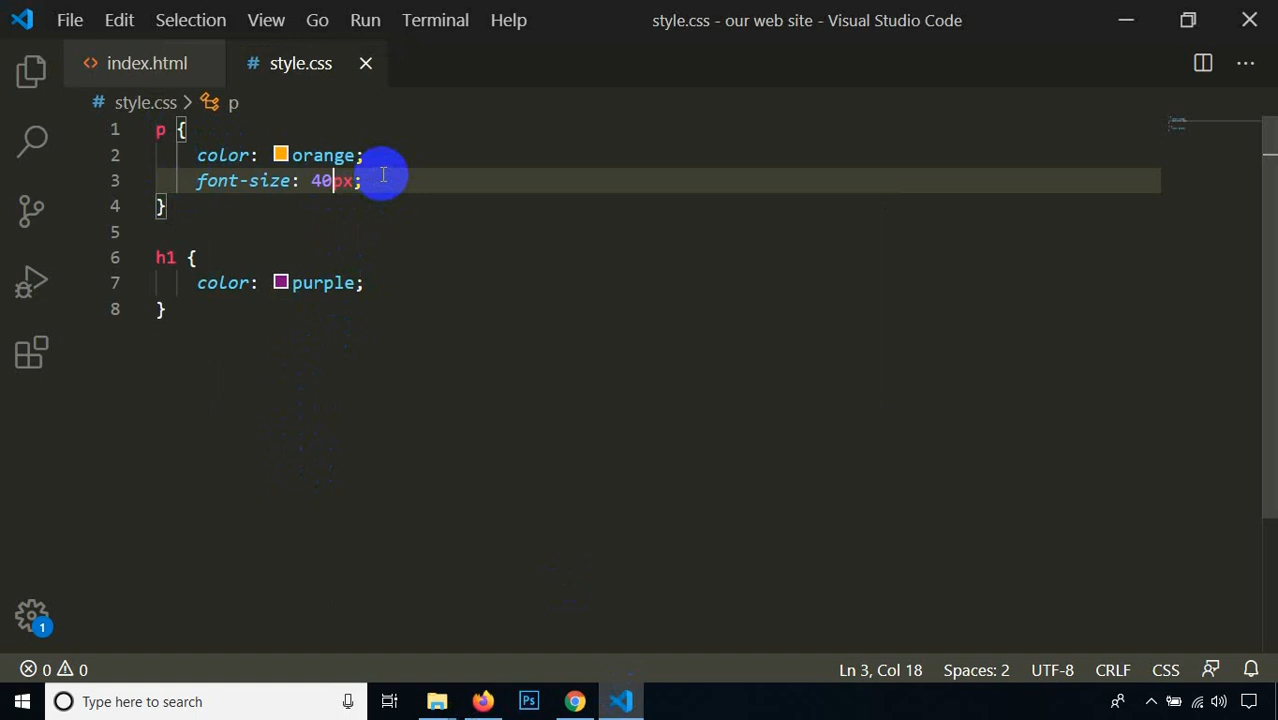 File Edit Selection View Go Run Terminal Help style.css - our web site - Visual Studio Code
index.html # style.css
# style.css > p
1 p {
2 color: orange;
3 font-size: 40px;
4 }
5
6 h1 {
7 color: purple;
8 }
1
0 0 Ln 3, Col 18 Spaces: 2 UTF-8 CRLF CSS
Type here to search Ps